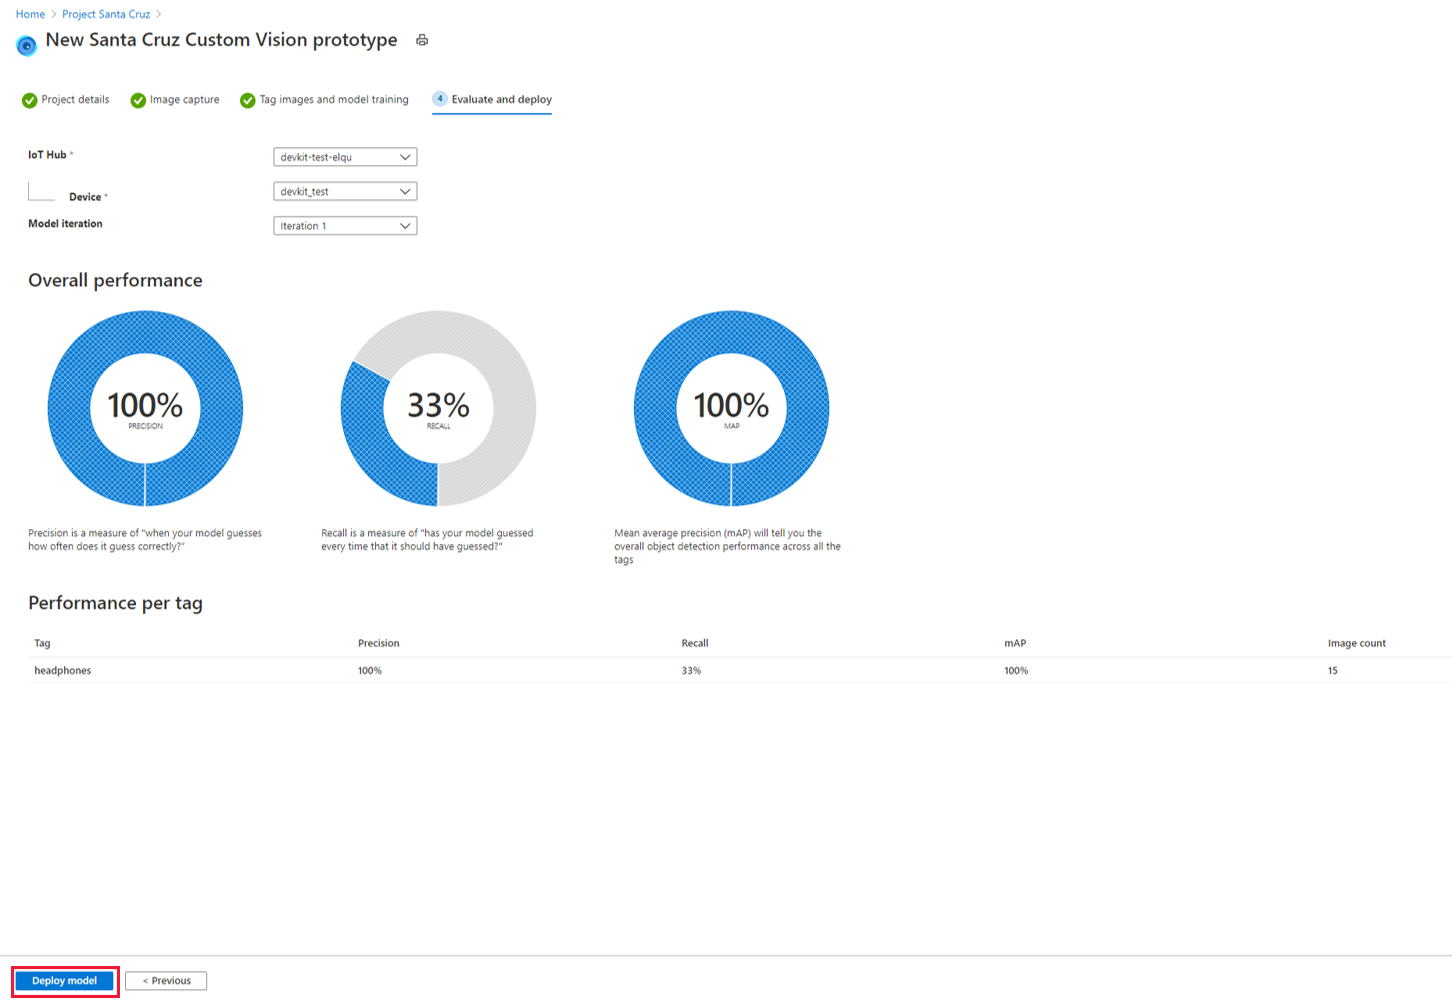 Home > Project Santa Cruz >
New Santa Cruz Custom Vision prototype
Project details Image capture Tag images and model training 4 Evaluate and deploy
IoT Hub * devkit-test-elqu
Device * devkit_test
Model iteration Iteration 1
Overall performance
100% 33% 100%
PRECISION RECALL MAP
Precision is a measure of "when your model guesses
how often does it guess correctly?"
Recall is a measure of "has your model guessed
every time that it should have guessed?"
Mean average precision (mAP) will tell you the
overall object detection performance across all the
tags
Performance per tag
Tag Precision Recall mAP Image count
headphones 100% 33% 100% 15
Deploy model < Previous